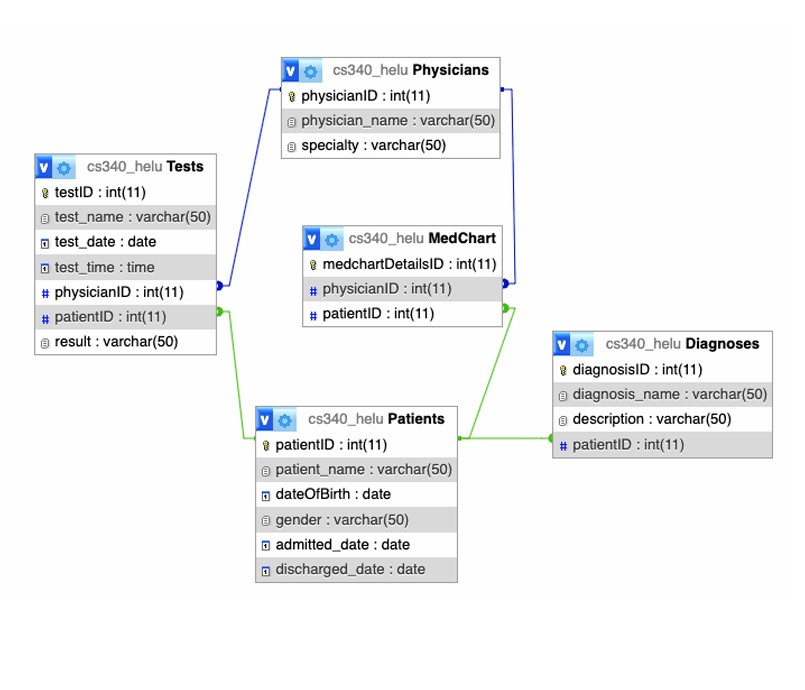 cs340_helu Physicians
physicianID : int(11)
physician_name : varchar(50)
specialty : varchar(50)
cs340_helu Tests
testID : int(11)
test_name : varchar(50)
test_date : date
test_time : time
physicianID : int(11)
patientID : int(11)
result : varchar(50)
cs340_helu MedChart
medchartDetailsID : int(11)
physicianID : int(11)
patientID : int(11)
cs340_helu Diagnoses
diagnosisID : int(11)
diagnosis_name : varchar(50)
description : varchar(50)
patientID : int(11)
cs340_helu Patients
patientID : int(11)
patient_name : varchar(50)
dateOfBirth : date
gender : varchar(50)
admitted_date : date
discharged_date : date